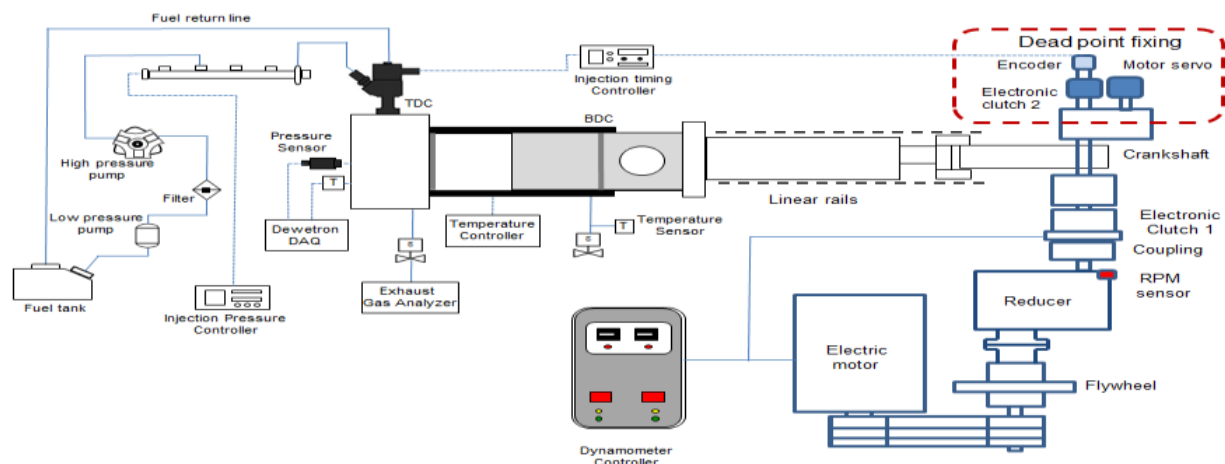 Fuel return line
Dead point fixing
Encoder
Motor servo
Injection timing
Controller
Electronic
clutch 2
TDC
BDC
Pressure
Sensor
High pressure
pump
Crankshaft
T
Filter
Linear rails
Low pressure
pump
Dewetron
DAQ
Temperature
Controller
Temperature
Sensor
T
S
S
Electronic
Clutch 1
Coupling
Fuel tank
Injection Pressure
Controller
Exhaust
Gas Analyzer
Reducer
RPM
sensor
Electric
motor
Flywheel
Dynamometer
Controller